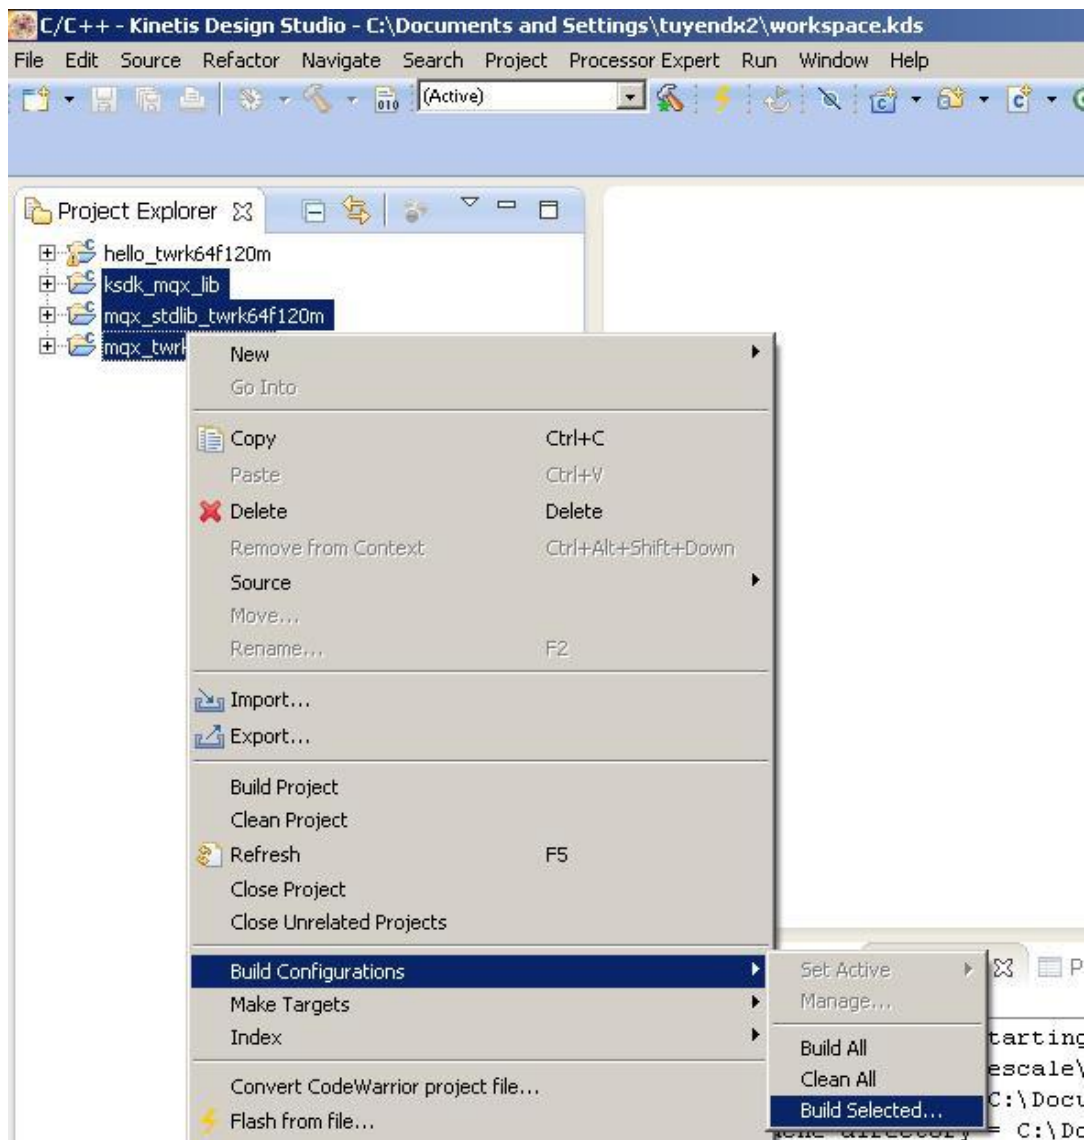 C/C++ - Kinetis Design Studio - C:\Documents and Settings\tuyendx2\workspace.kds
File Edit Source Refactor Navigate Search Project Processor Expert Run Window Help
010 (Active)
Project Explorer
hello_twrk64f120m
ksdk_mqx_lib
mqx_stdlib_twrk64f120m
mqx_twrk
New
Go Into
Copy Ctrl+C
Paste Ctrl+V
Delete Delete
Remove from Context Ctrl+Alt+Shift+Down
Source
Move...
Rename... F2
Import...
Export...
Build Project
Clean Project
Refresh F5
Close Project
Close Unrelated Projects
Build Configurations Set Active P
Make Targets Manage...
Index tarting
Build All
escale\
Convert CodeWarrior project file... Clean All
C:\Docu
Flash from file... Build Selected...
= C:\Do